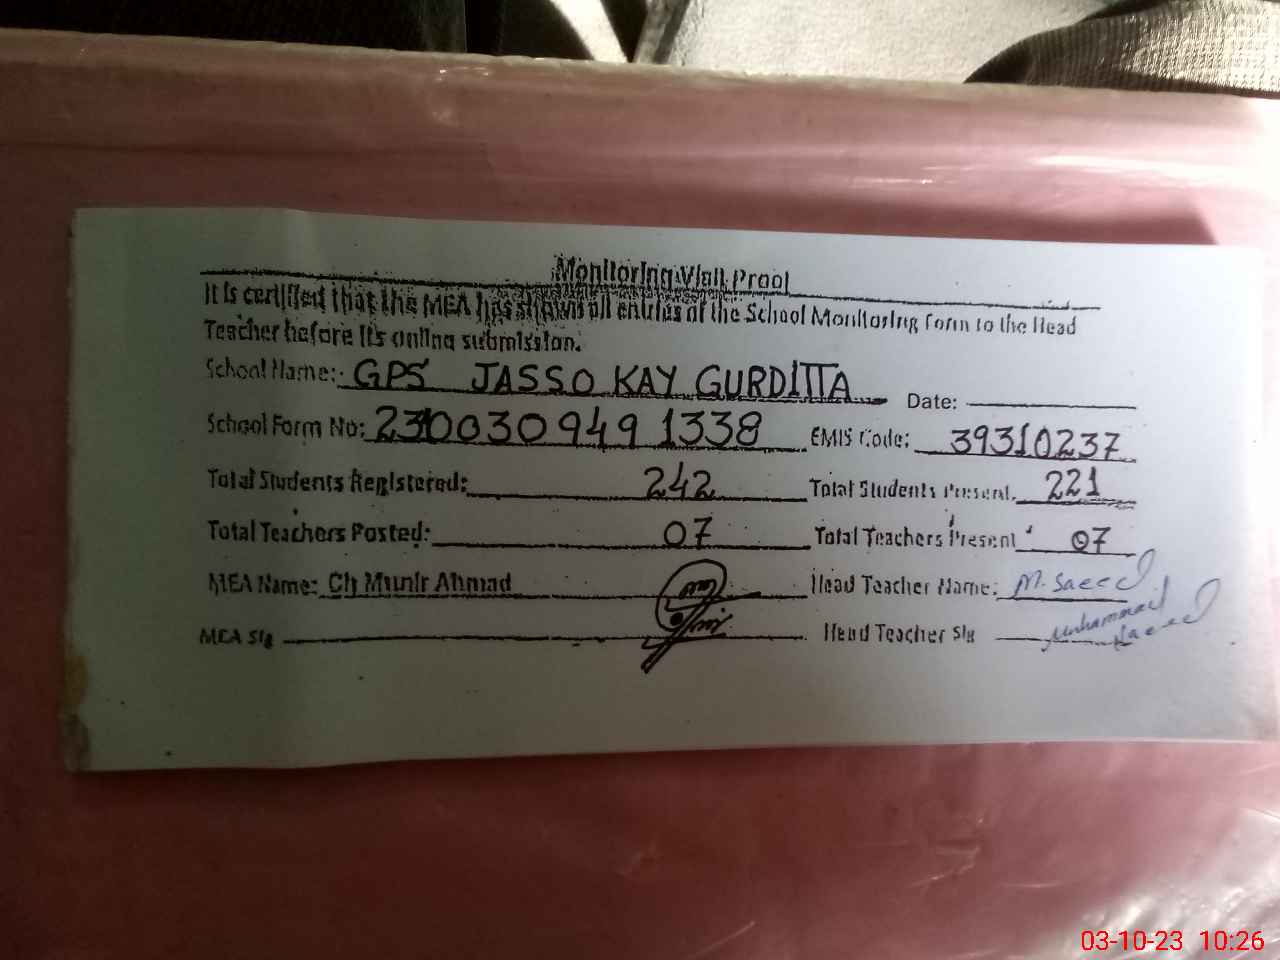 Monitoring Visit Proof
It is certified that the MEA has shown all entries of the School Monitoring Form to the Head
Teacher before it's online submission.
School Name: GPS JASSO KAY GURDITTA Date:
School Form No: 2310030949 1338 EMIS Code: 39310237
Total Students Registered: 242 Total Students Present 221
Total Teachers Posted: 07 Total Teachers Present 07
MEA Name: Ch Munir Ahmad Head Teacher Name: M. Saeed
MEA Sig Head Teacher Sig Muhammad
Saeed
03-10-23 10:26